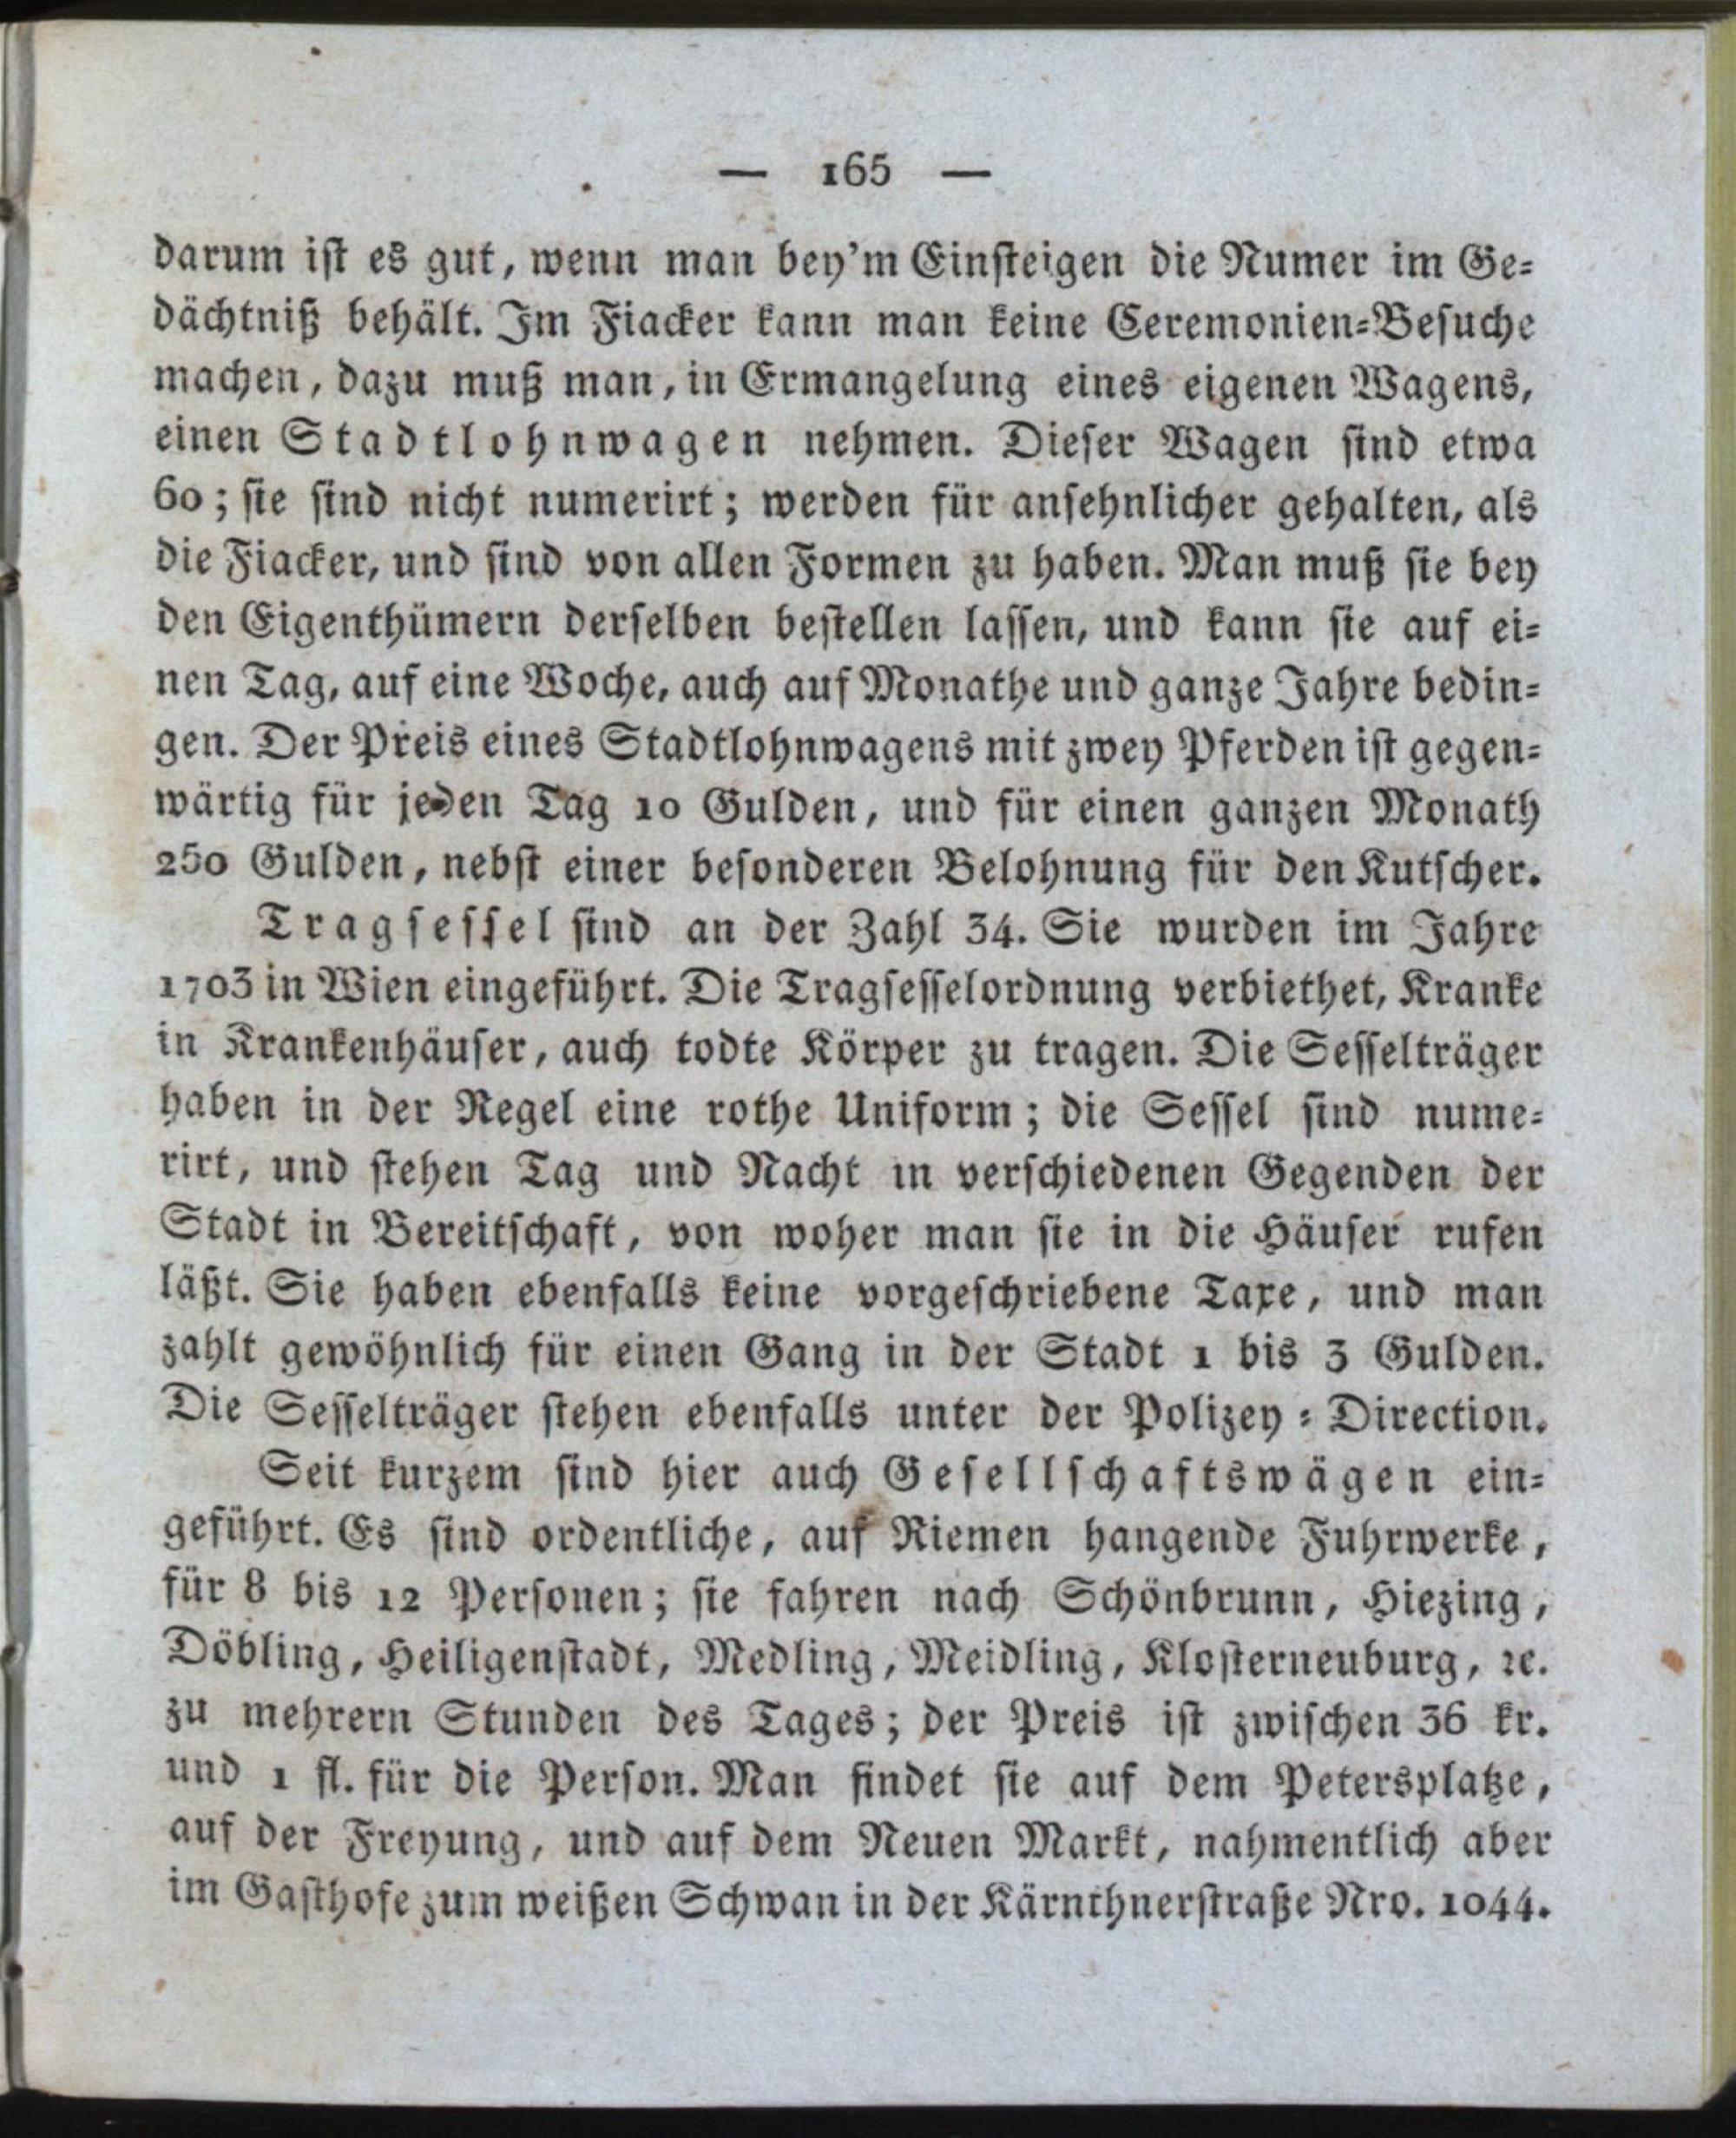 — 165 —
darum ist es gut, wenn man bey'm Einsteigen die Numer im Ge=
dächtniß behält. Im Fiacker kann man keine Ceremonien=Besuche
machen, dazu muß man, in Ermangelung eines eigenen Wagens,
einen Stadtlohnwagen nehmen. Dieser Wagen sind etwa
60; sie sind nicht numerirt; werden für ansehnlicher gehalten, als
die Fiacker, und sind von allen Formen zu haben. Man muß sie bey
den Eigenthümern derselben bestellen lassen, und kann sie auf ei=
nen Tag, auf eine Woche, auch auf Monathe und ganze Jahre bedin=
gen. Der Preis eines Stadtlohnwagens mit zwey Pferden ist gegen=
wärtig für jeden Tag 10 Gulden, und für einen ganzen Monath
250 Gulden, nebst einer besonderen Belohnung für den Kutscher.
Tragsessel sind an der Zahl 34. Sie wurden im Jahre
1703 in Wien eingeführt. Die Tragsesselordnung verbiethet, Kranke
in Krankenhäuser, auch todte Körper zu tragen. Die Sesselträger
haben in der Regel eine rothe Uniform; die Sessel sind nume=
rirt, und stehen Tag und Nacht in verschiedenen Gegenden der
Stadt in Bereitschaft, von woher man sie in die Häuser rufen
läßt. Sie haben ebenfalls keine vorgeschriebene Taxe, und man
zahlt gewöhnlich für einen Gang in der Stadt 1 bis 3 Gulden.
Die Sesselträger stehen ebenfalls unter der Polizey=Direction.
Seit kurzem sind hier auch Gesellschaftswägen ein=
geführt. Es sind ordentliche, auf Riemen hangende Fuhrwerke,
für 8 bis 12 Personen; sie fahren nach Schönbrunn, Hiezing,
Döbling, Heiligenstadt, Medling, Meidling, Klosterneuburg, ꝛc.
zu mehrern Stunden des Tages; der Preis ist zwischen 36 kr.
und 1 fl. für die Person. Man findet sie auf dem Petersplatze,
auf der Freyung, und auf dem Neuen Markt, nahmentlich aber
im Gasthofe zum weißen Schwan in der Kärnthnerstraße Nro. 1044.